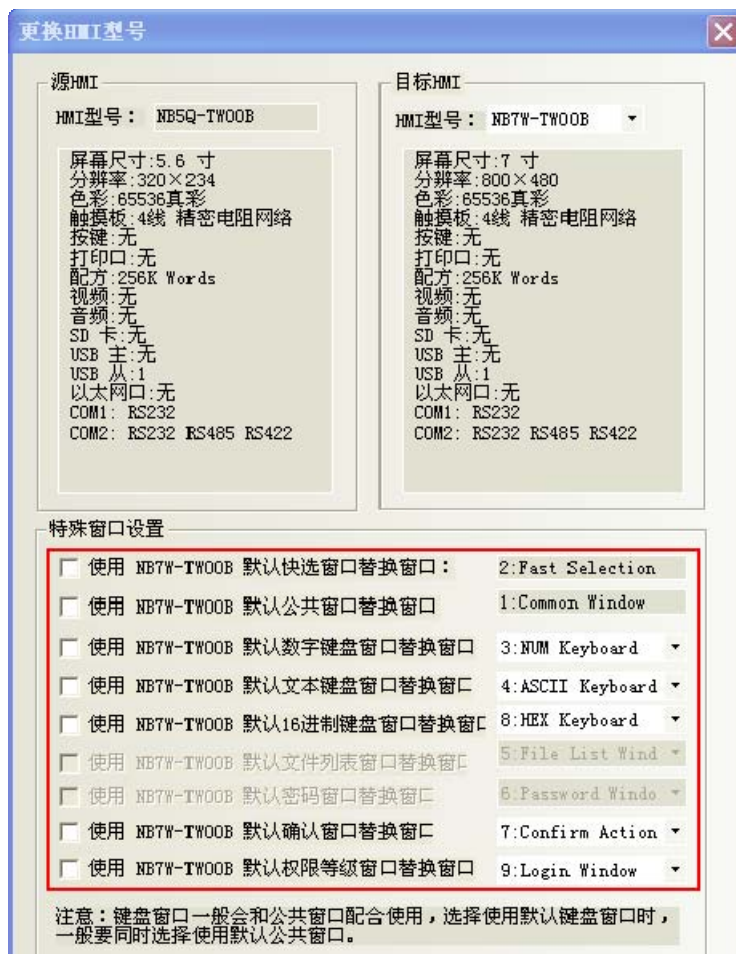 更换HMI型号
源HMI
HMI型号： NB5Q-TW00B
屏幕尺寸:5.6 寸
分辨率:320×234
色彩:65536真彩
触摸板:4线 精密电阻网络
按键:无
打印口:无
配方:256K Words
视频:无
音频:无
SD 卡:无
USB 主:无
USB 从:1
以太网口:无
COM1: RS232
COM2: RS232 RS485 RS422
目标HMI
HMI型号： NB7W-TW00B
屏幕尺寸:7 寸
分辨率:800×480
色彩:65536真彩
触摸板:4线 精密电阻网络
按键:无
打印口:无
配方:256K Words
视频:无
音频:无
SD 卡:无
USB 主:无
USB 从:1
以太网口:无
COM1: RS232
COM2: RS232 RS485 RS422
特殊窗口设置
使用 NB7W-TW00B 默认快选窗口替换窗口： 2:Fast Selection
使用 NB7W-TW00B 默认公共窗口替换窗口 1:Common Window
使用 NB7W-TW00B 默认数字键盘窗口替换窗口 3:NUM Keyboard
使用 NB7W-TW00B 默认文本键盘窗口替换窗口 4:ASCII Keyboard
使用 NB7W-TW00B 默认16进制键盘窗口替换窗口 8:HEX Keyboard
使用 NB7W-TW00B 默认文件列表窗口替换窗口 5:File List Wind
使用 NB7W-TW00B 默认密码窗口替换窗口 6:Password Windo
使用 NB7W-TW00B 默认确认窗口替换窗口 7:Confirm Action
使用 NB7W-TW00B 默认权限等级窗口替换窗口 9:Login Window
注意：键盘窗口一般会和公共窗口配合使用，选择使用默认键盘窗口时，
一般要同时选择使用默认公共窗口。